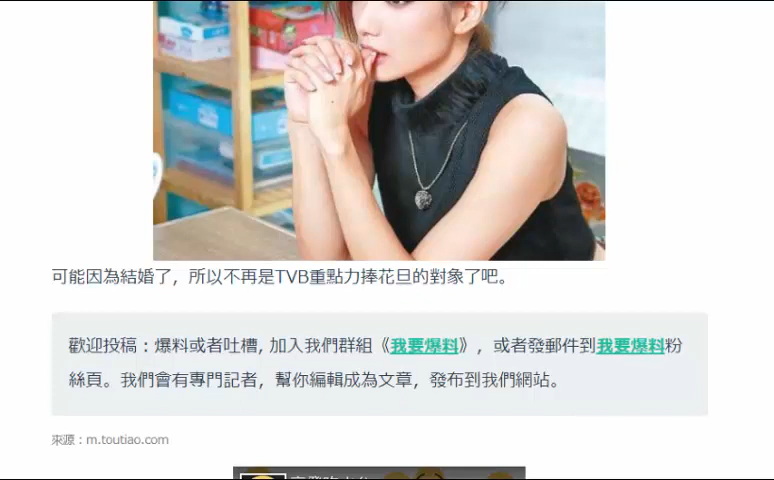 可能因為結婚了，所以不再是TVB重點力捧花旦的對象了吧。
歡迎投稿：爆料或者吐槽, 加入我們群組《我要爆料》，或者發郵件到我要爆料粉
絲頁。我們會有專門記者，幫你編輯成為文章，發布到我們網站。
來源：m.toutiao.com